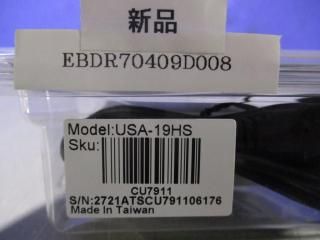 新品
EBDR70409D008
Model:USA-19HS
Sku:
CU7911
S/N:2721ATSCU791106176
Made In Taiwan